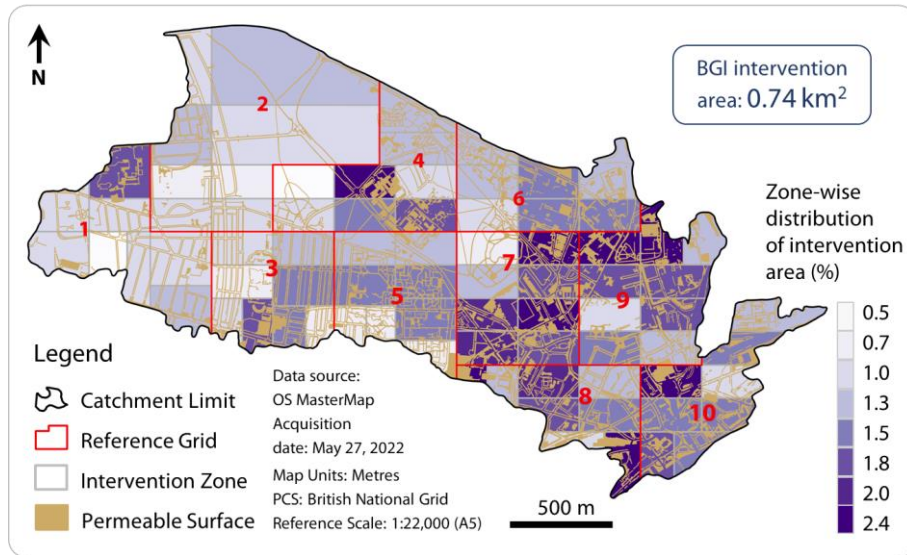 N
BGI intervention
area: 0.74 km²
2
4
6
1
3
5
7
9
8
10
Zone-wise
distribution
of intervention
area (%)
0.5
0.7
1.0
1.3
1.5
1.8
2.0
2.4
Legend
Catchment Limit
Reference Grid
Intervention Zone
Permeable Surface
Data source:
OS MasterMap
Acquisition
date: May 27, 2022
Map Units: Metres
PCS: British National Grid
Reference Scale: 1:22,000 (A5)
500 m